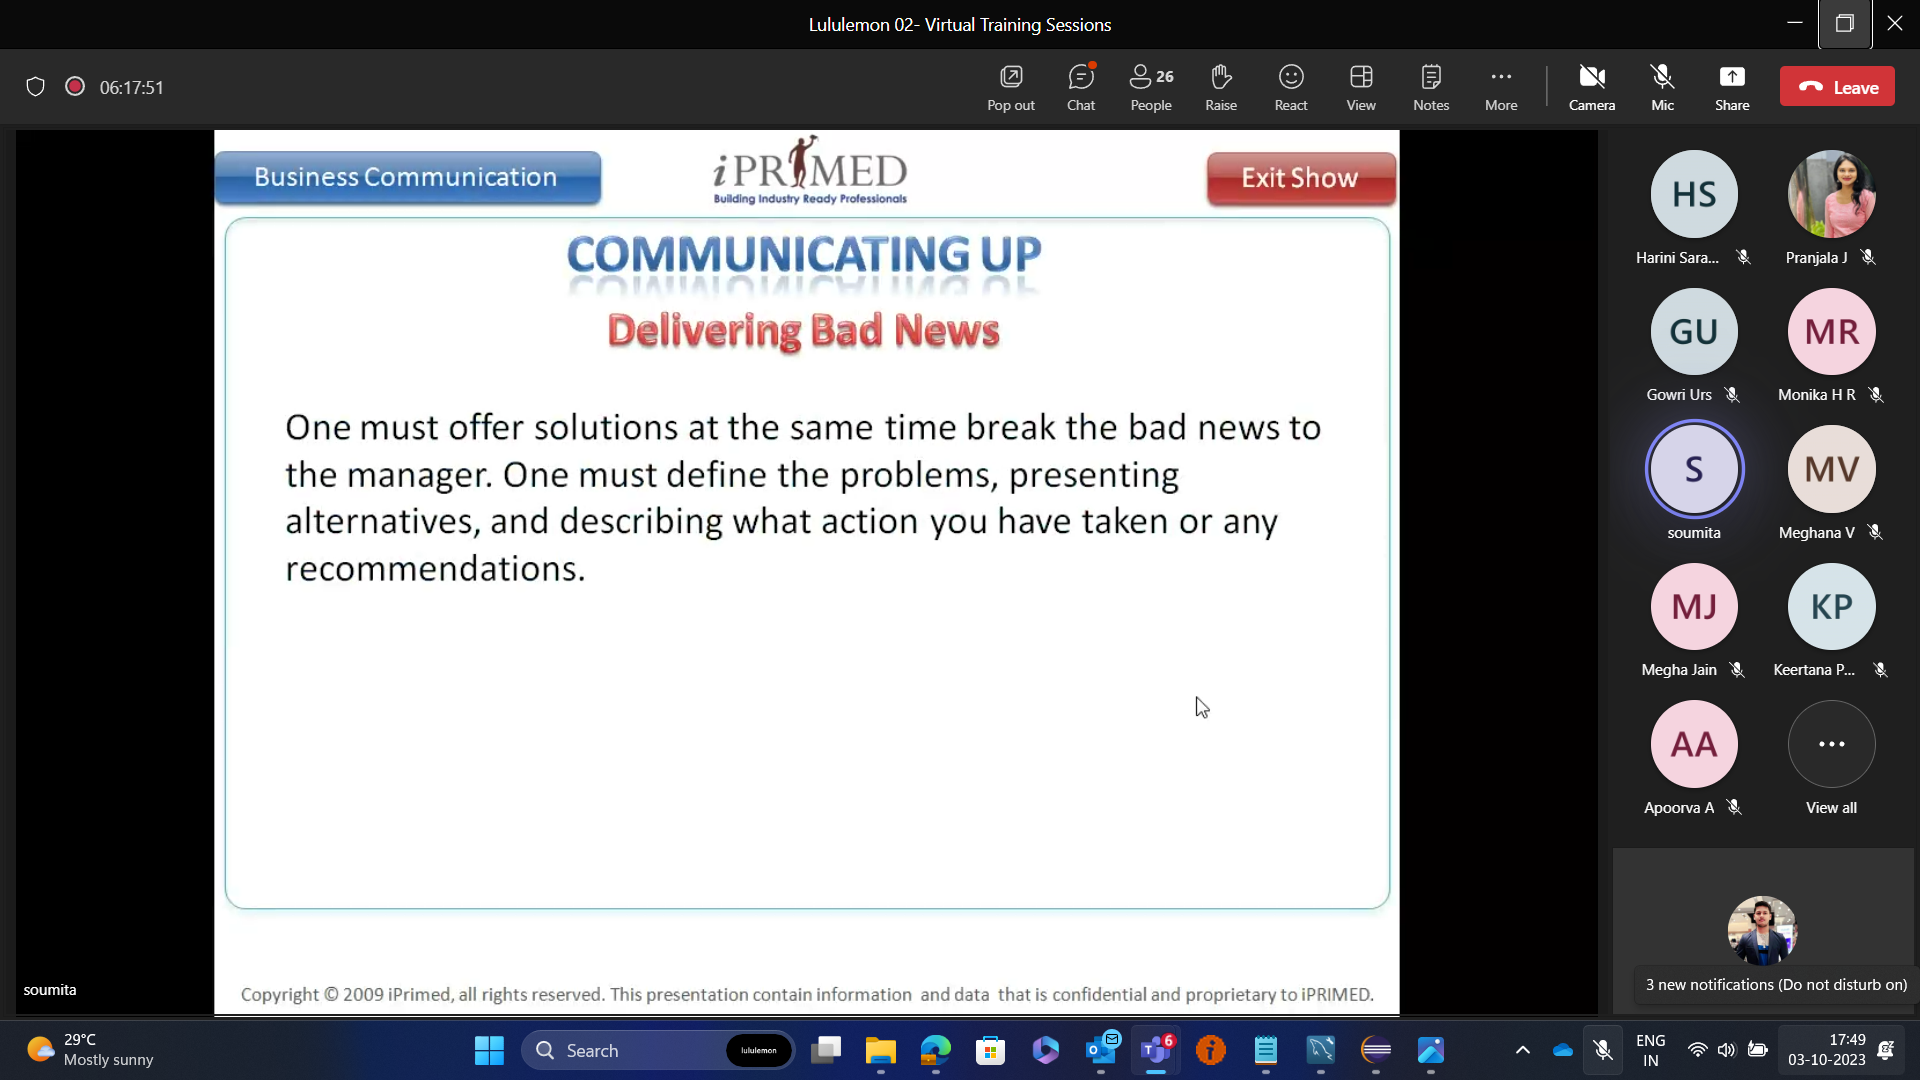 Lululemon 02- Virtual Training Sessions
06:17:51
Pop out
Chat
26
People
Raise
React
View
Notes
More
Camera
Mic
Share
Leave
Business Communication
iPRIMED
Building Industry Ready Professionals
Exit Show
COMMUNICATING UP
Delivering Bad News
One must offer solutions at the same time break the bad news to
the manager. One must define the problems, presenting
alternatives, and describing what action you have taken or any
recommendations.
soumita
Copyright © 2009 iPrimed, all rights reserved. This presentation contain information and data that is confidential and proprietary to iPRIMED.
HS
Harini Sara...
Pranjala J
GU
Gowri Urs
MR
Monika H R
S
soumita
MV
Meghana V
MJ
Megha Jain
KP
Keertana P...
AA
Apoorva A
View all
3 new notifications (Do not disturb on)
29°C
Mostly sunny
Search
lululemon
6
ENG
IN
17:49
03-10-2023